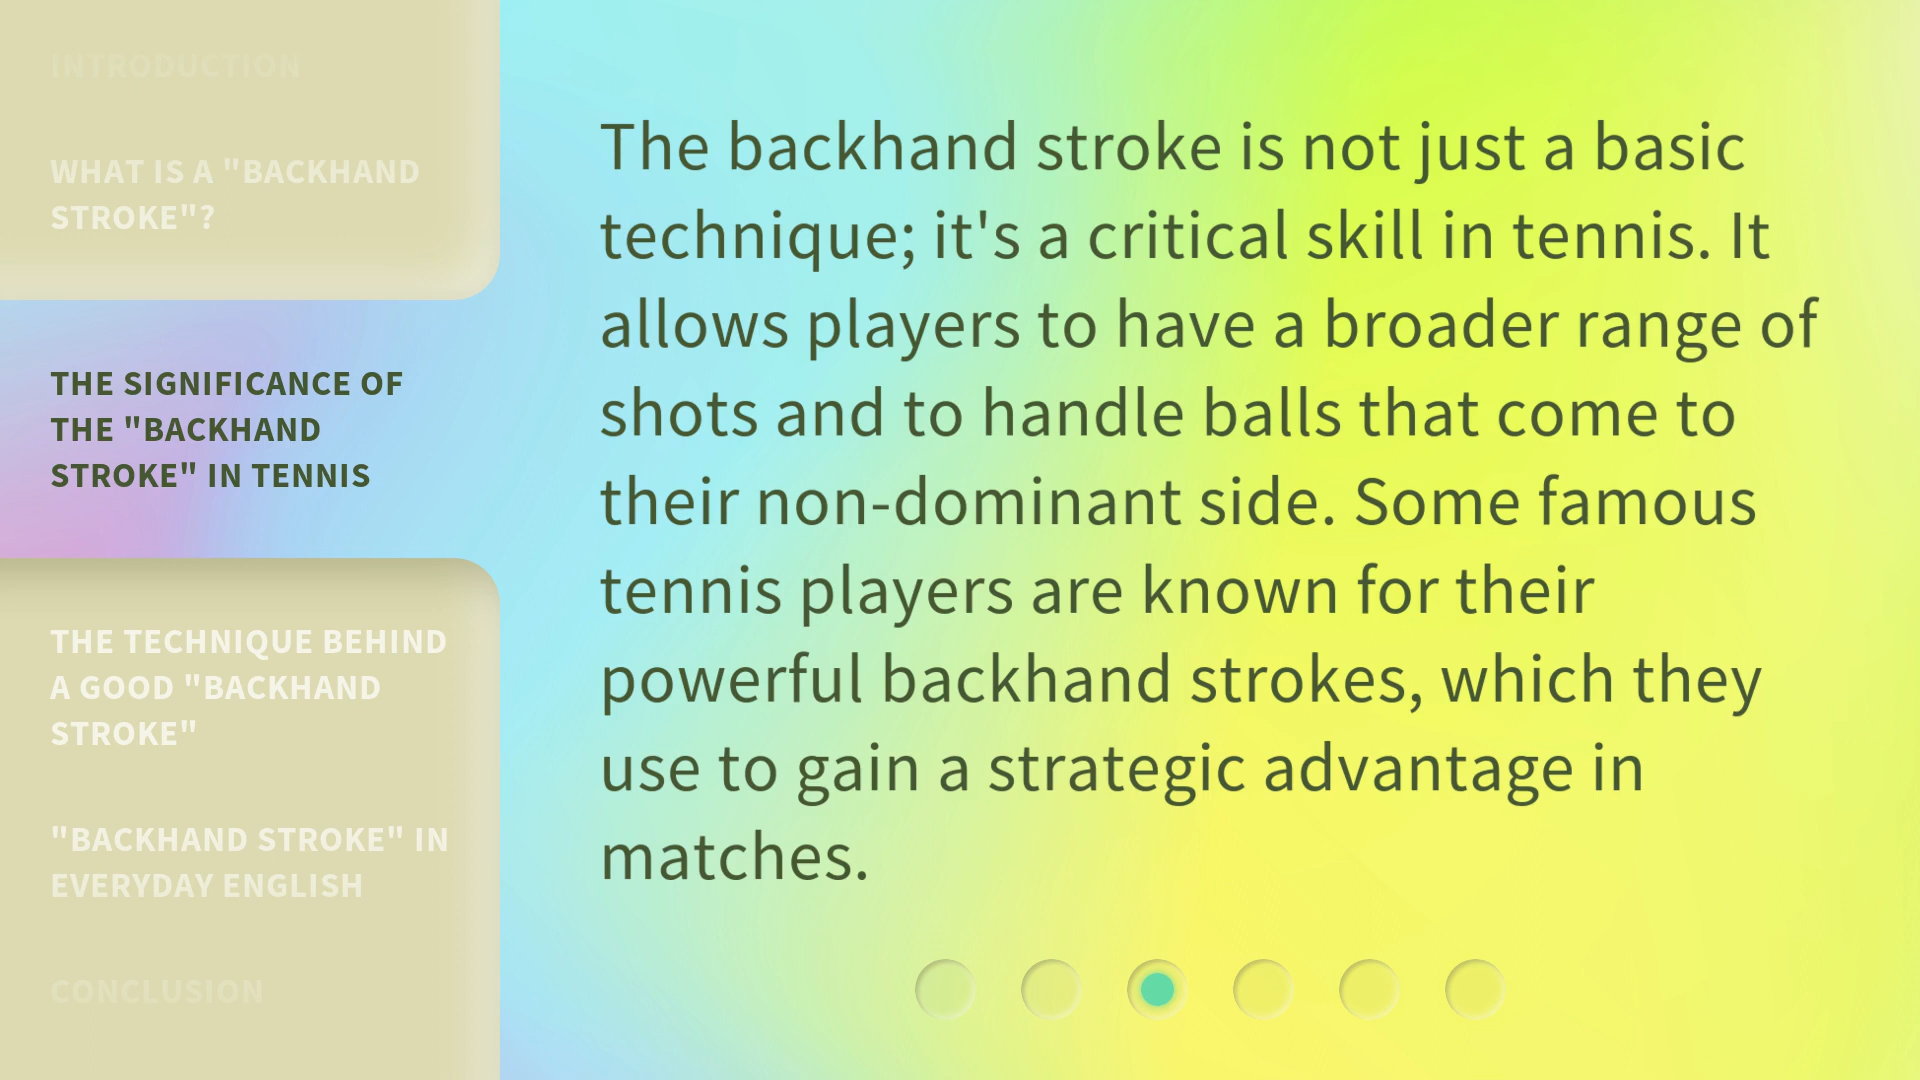 INTRODUCTION
WHAT IS A "BACKHAND
STROKE"?
THE SIGNIFICANCE OF
THE "BACKHAND
STROKE" IN TENNIS
THE TECHNIQUE BEHIND
A GOOD "BACKHAND
STROKE"
"BACKHAND STROKE" IN
EVERYDAY ENGLISH
CONCLUSION
The backhand stroke is not just a basic
technique; it's a critical skill in tennis. It
allows players to have a broader range of
shots and to handle balls that come to
their non-dominant side. Some famous
tennis players are known for their
powerful backhand strokes, which they
use to gain a strategic advantage in
matches.